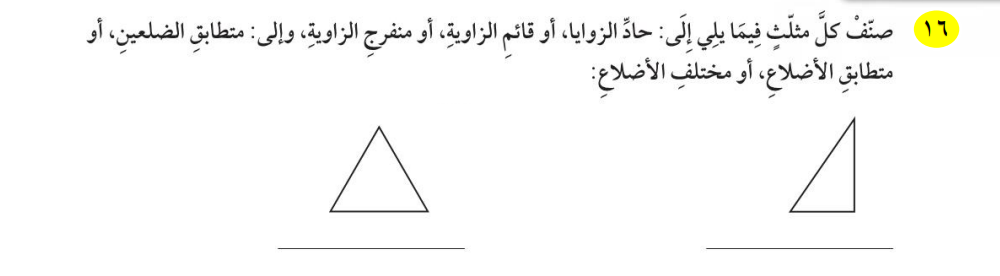 ١٦ صنّفْ كلَّ مثلّثٍ فِيمَا يلِي إِلَى: حادِّ الزوايا، أو قائمِ الزاويةِ، أو منفرجِ الزاويةِ، وإلى: متطابقِ الضلعينِ، أو
متطابقِ الأضلاعِ، أو مختلفِ الأضلاعِ: